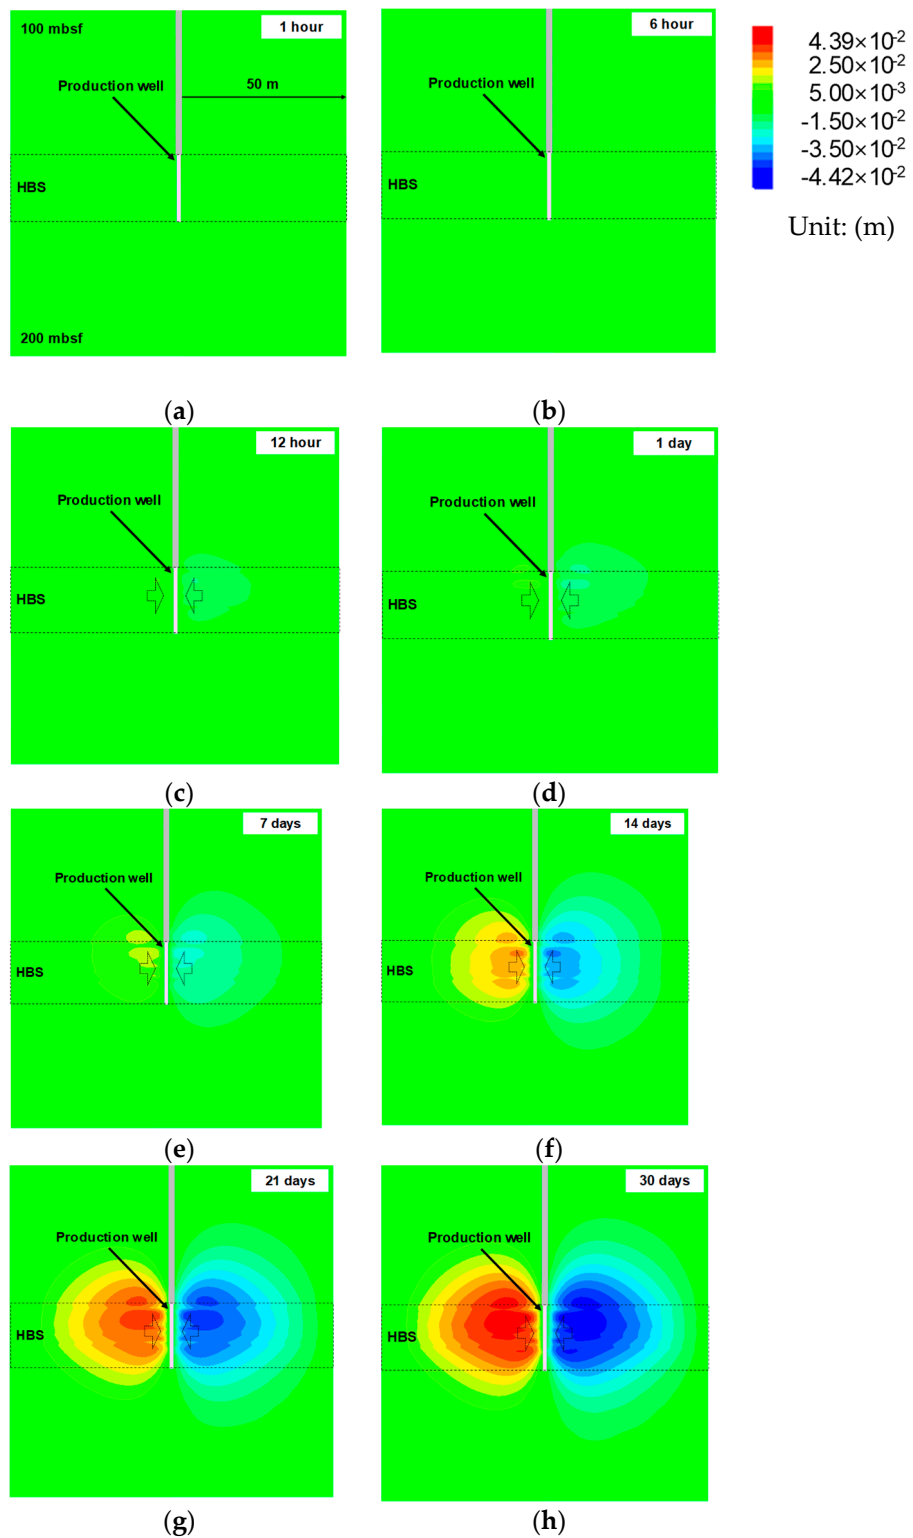 100 mbsf
1 hour
Production well
50 m
HBS
200 mbsf
(a)
6 hour
Production well
HBS
(b)
4.39×10-2
2.50×10-2
5.00×10-3
-1.50×10-2
-3.50×10-2
-4.42×10-2
Unit: (m)
12 hour
Production well
HBS
(c)
1 day
Production well
HBS
(d)
7 days
Production well
HBS
(e)
14 days
Production well
HBS
(f)
21 days
Production well
HBS
(g)
30 days
Production well
HBS
(h)